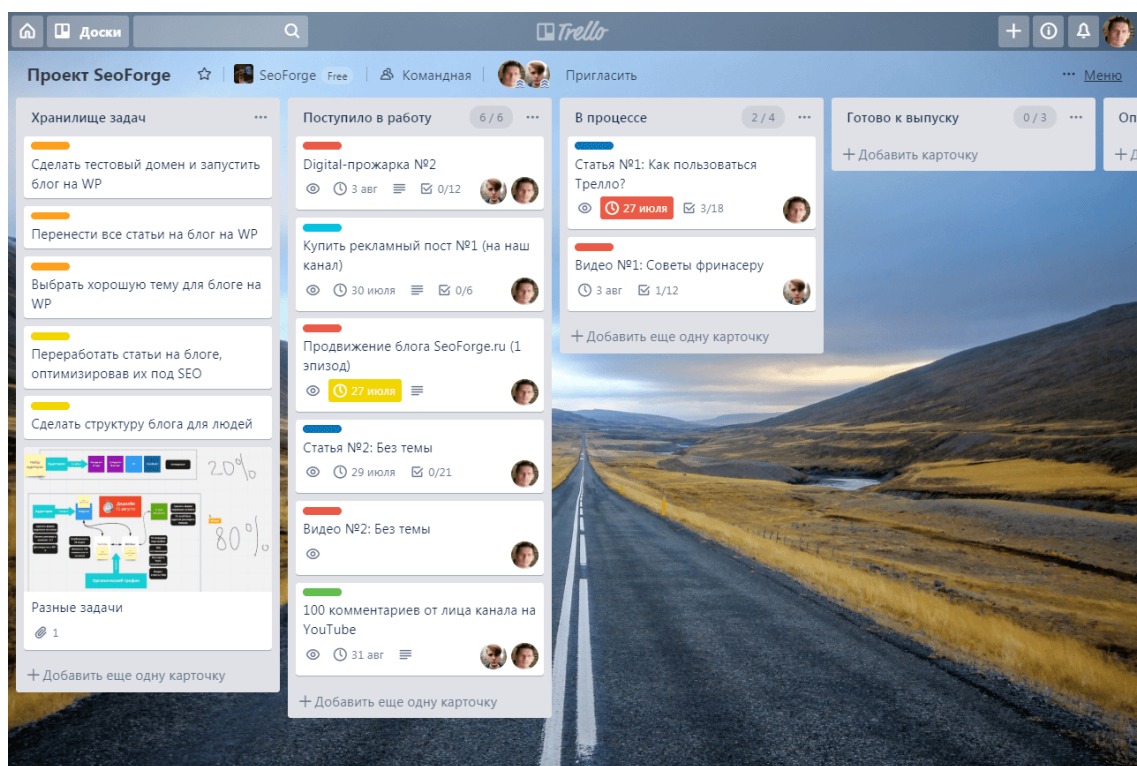 Доски
Trello
Проект SeoForge
SeoForge Free
Командная
Пригласить
Меню
Хранилище задач
Сделать тестовый домен и запустить
блог на WP
Перенести все статьи на блог на WP
Выбрать хорошую тему для блоге на
WP
Переработать статьи на блоге,
оптимизировав их под SEO
Сделать структуру блога для людей
20%
80%
Разные задачи
1
Добавить еще одну карточку
Поступило в работу 6 / 6
Digital-прожарка №2
3 авг 0/12
Купить рекламный пост №1 (на наш
канал)
30 июля 0/6
Продвижение блога SeoForge.ru (1
эпизод)
27 июля
Статья №2: Без темы
29 июля 0/21
Видео №2: Без темы
100 комментариев от лица канала на
YouTube
31 авг
Добавить еще одну карточку
В процессе 2 / 4
Статья №1: Как пользоваться
Трелло?
27 июля 3/18
Видео №1: Советы фринасеру
3 авг 1/12
Добавить еще одну карточку
Готово к выпуску 0 / 3
Добавить карточку
Оп